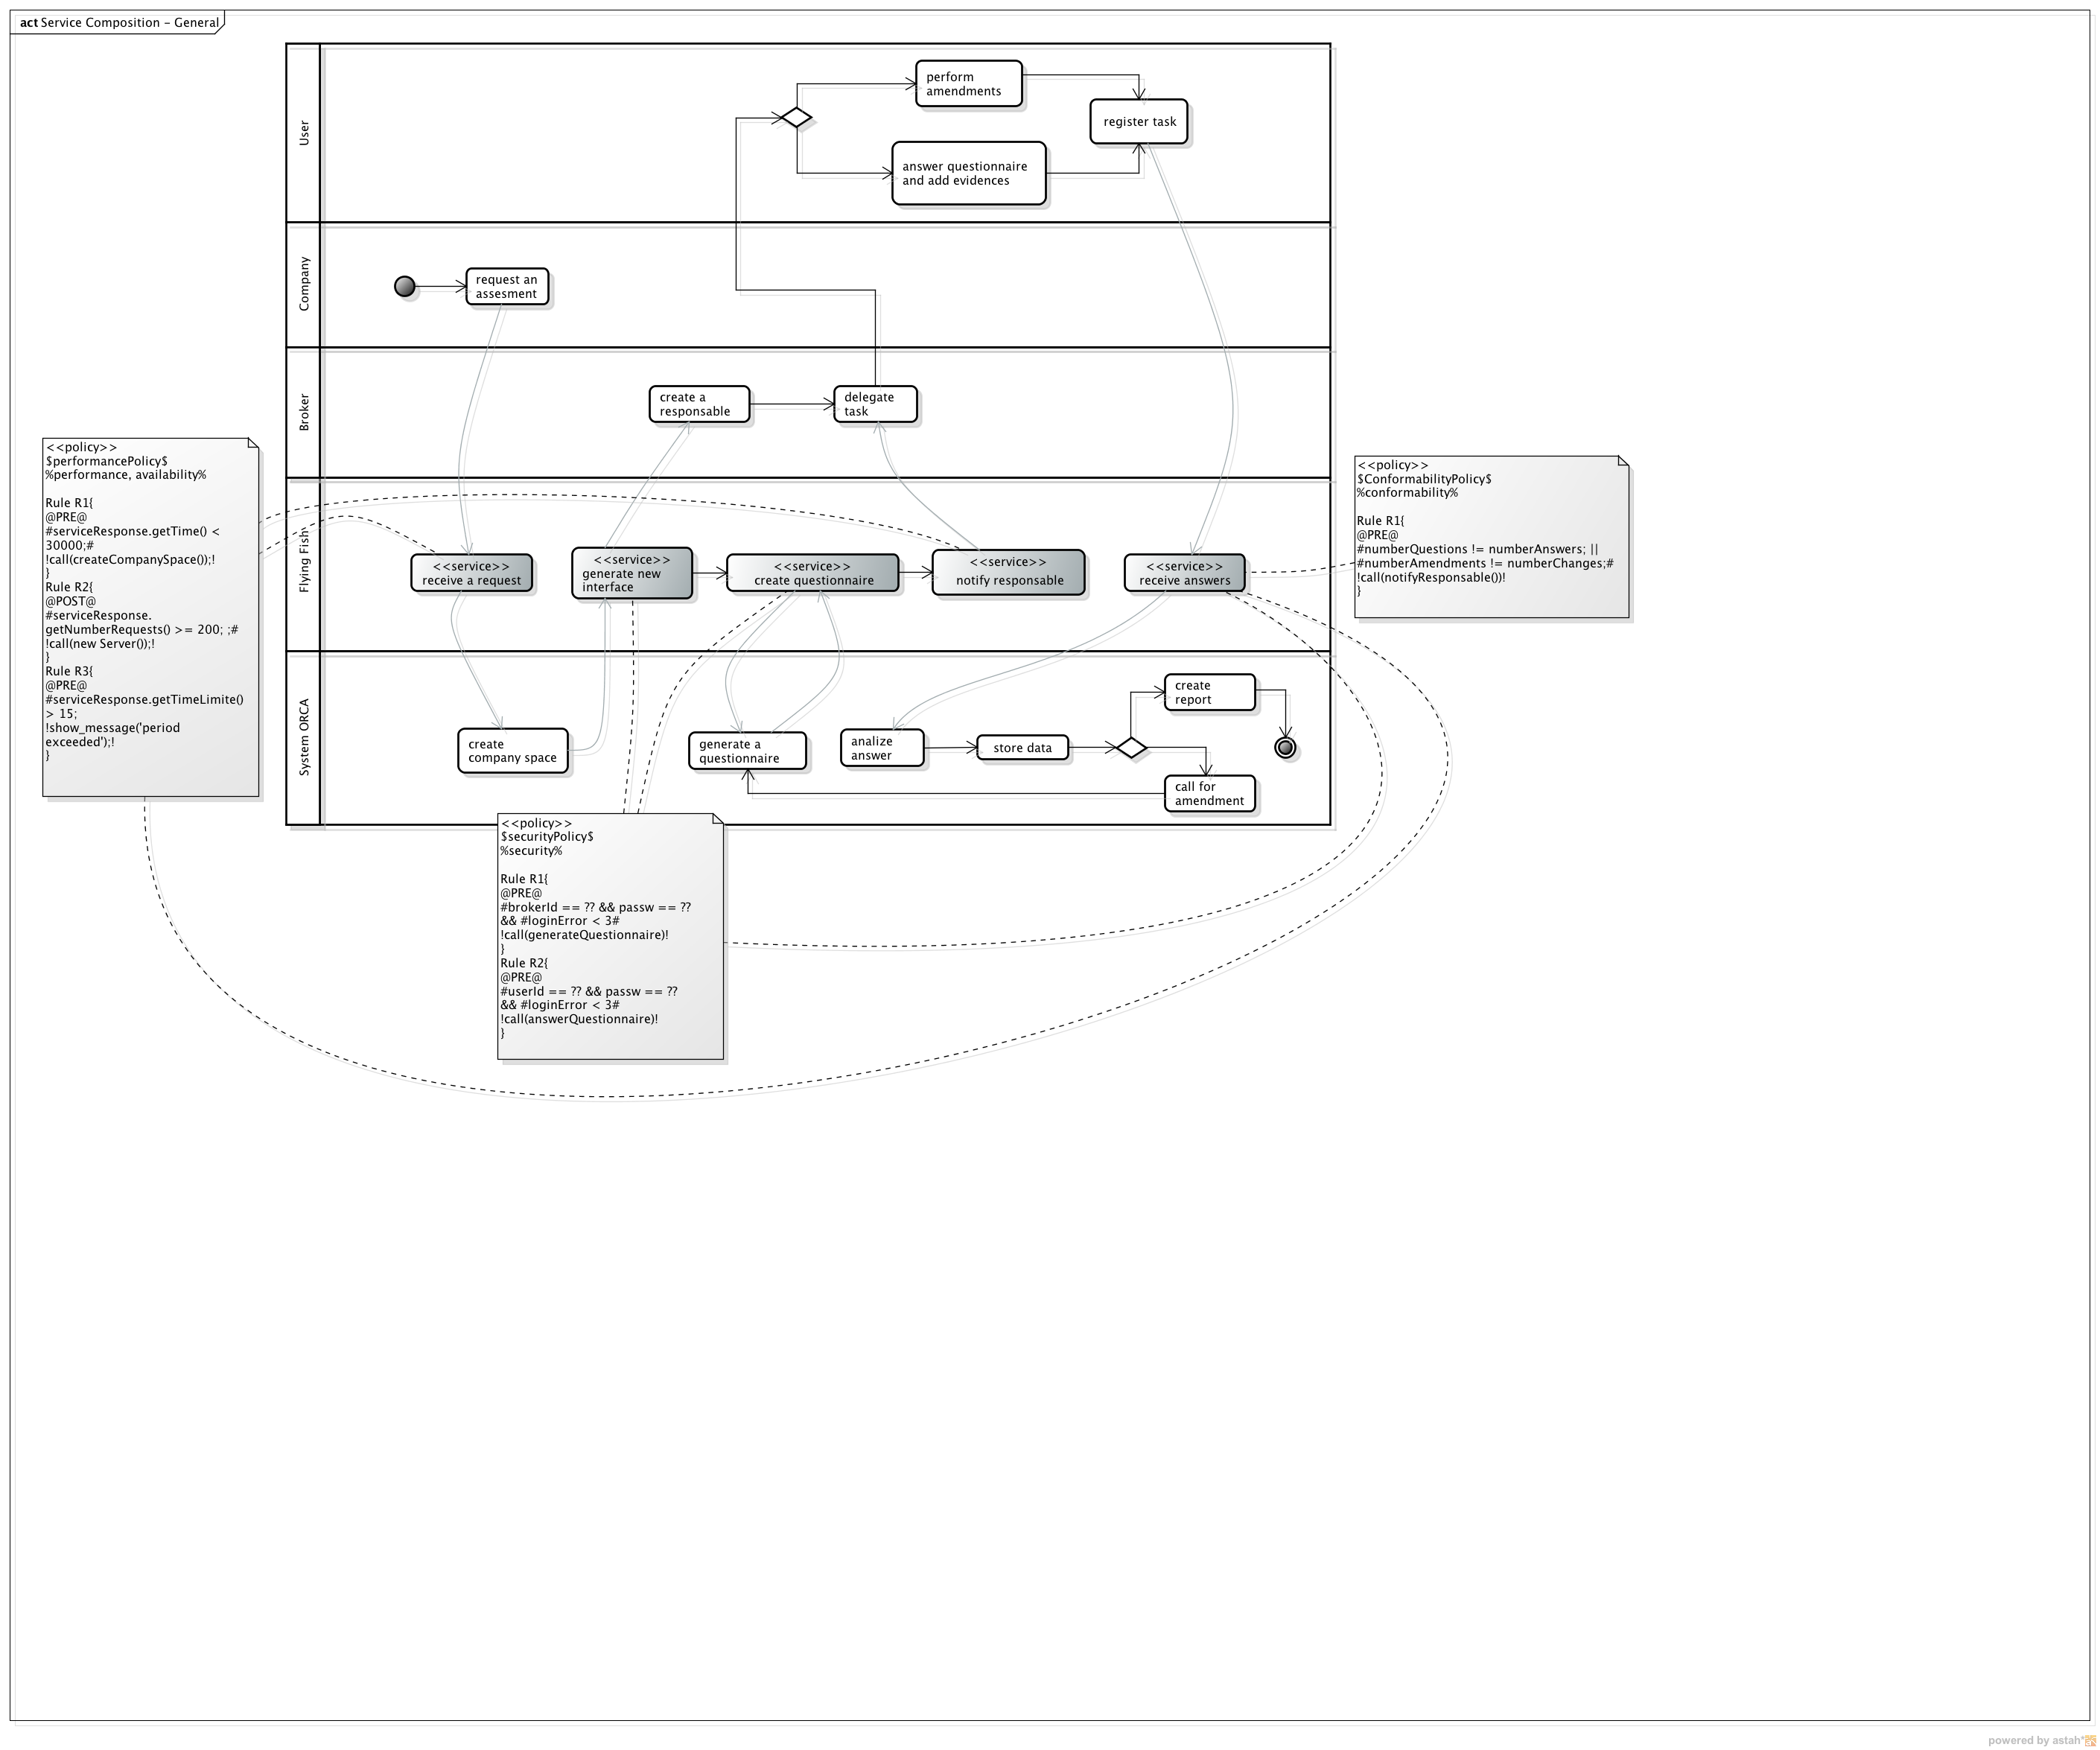 act Service Composition – General
User
perform
amendments
register task
answer questionnaire
and add evidences
Company
request an
assesment
Broker
create a
responsable
delegate
task
<<policy>>
$performancePolicy$
%performance, availability%
Rule R1{
@PRE@
#serviceResponse.getTime() <
30000;#
!call(createCompanySpace());!
}
Rule R2{
@POST@
#serviceResponse.
getNumberRequests() >= 200; ;#
!call(new Server());!
}
Rule R3{
@PRE@
#serviceResponse.getTimeLimite()
> 15;
!show_message('period
exceeded');!
}
<<policy>>
$ConformabilityPolicy$
%conformability%
Rule R1{
@PRE@
#numberQuestions != numberAnswers; ||
#numberAmendments != numberChanges;#
!call(notifyResponsable())!
}
Flying Fish
<<service>>
receive a request
<<service>>
generate new
interface
<<service>>
create questionnaire
<<service>>
notify responsable
<<service>>
receive answers
System ORCA
create
company space
generate a
questionnaire
analize
answer
store data
create
report
call for
amendment
<<policy>>
$securityPolicy$
%security%
Rule R1{
@PRE@
#brokerId == ?? && passw == ??
&& #loginError < 3#
!call(generateQuestionnaire)!
}
Rule R2{
@PRE@
#userId == ?? && passw == ??
&& #loginError < 3#
!call(answerQuestionnaire)!
}
powered by astah*